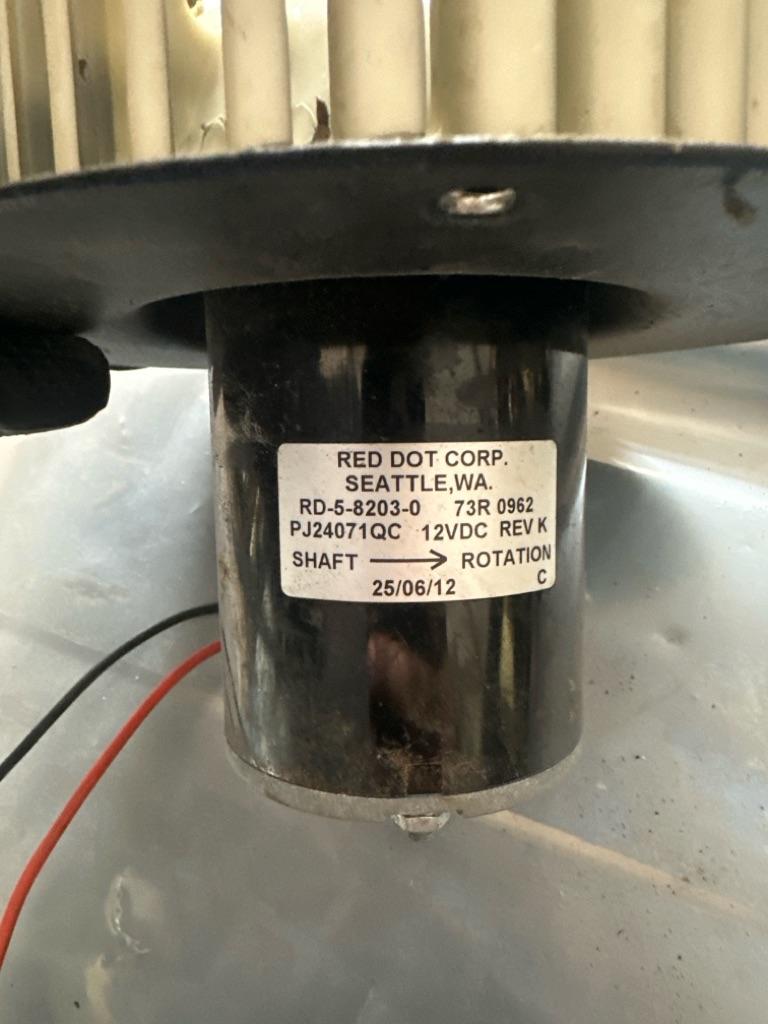 RED DOT CORP.
SEATTLE,WA.
RD-5-8203-0 73R 0962
PJ24071QC 12VDC REV K
SHAFT → ROTATION
25/06/12 C